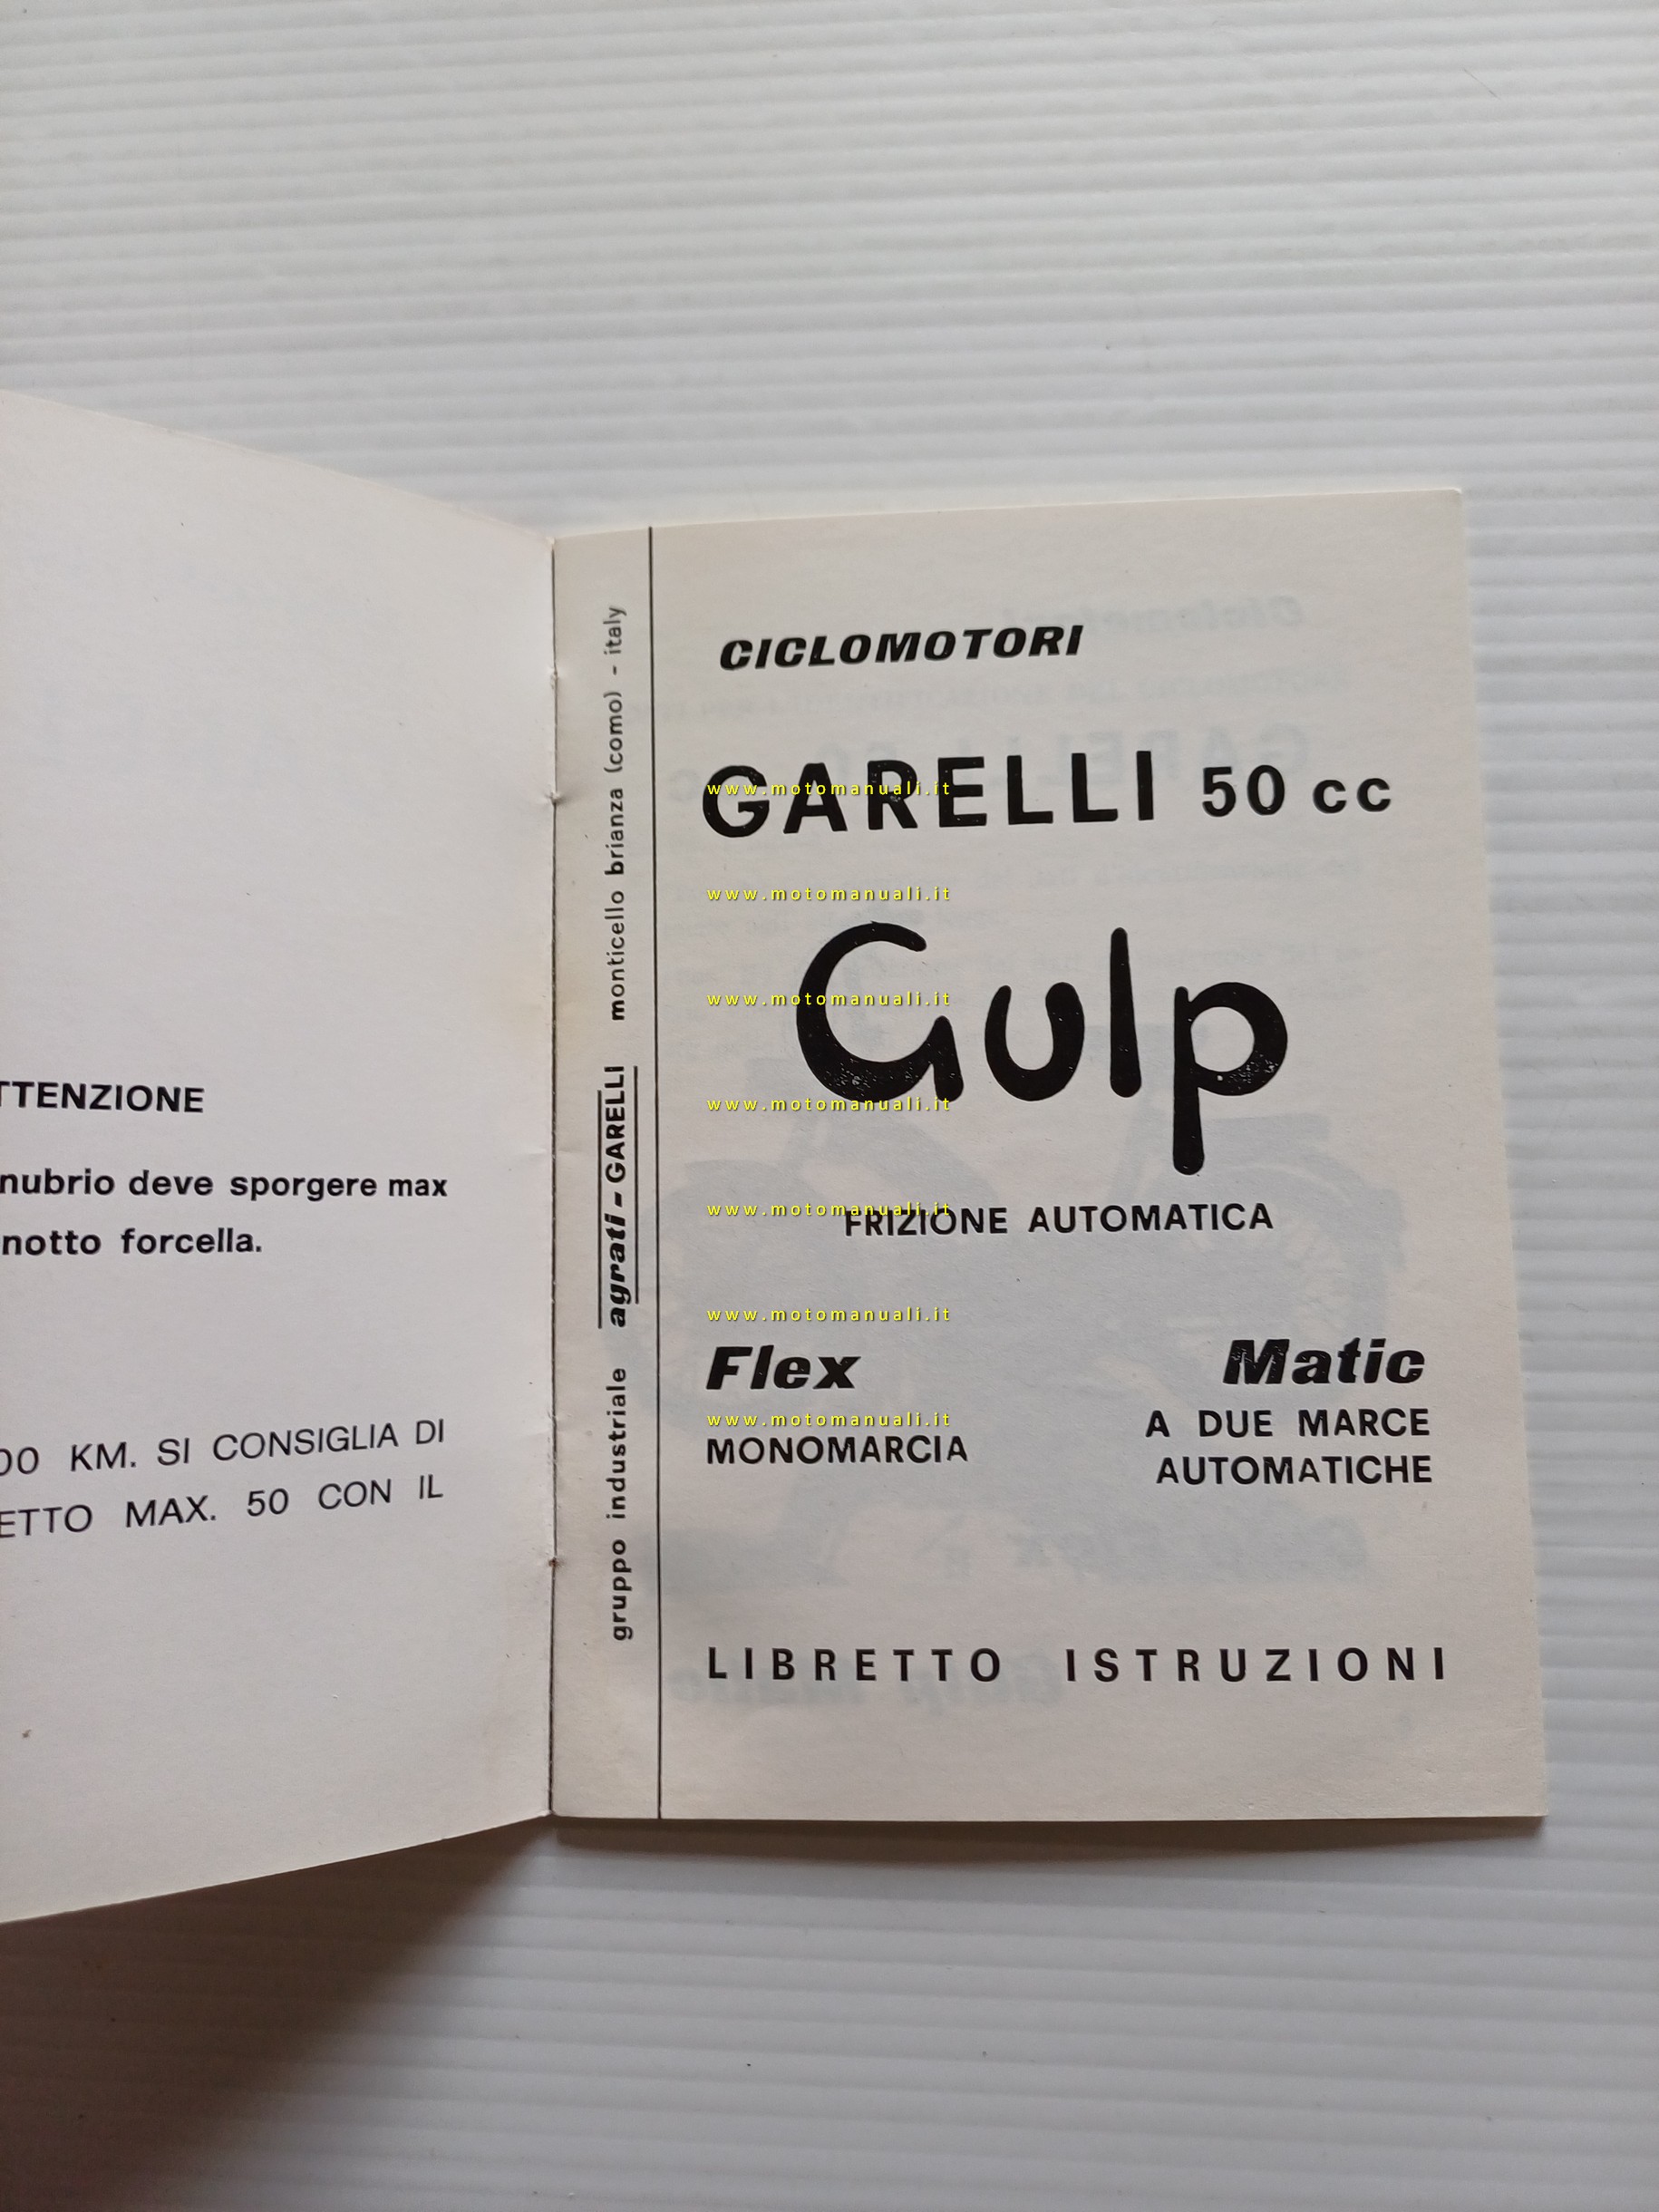 TTENZIONE
nubrio deve sporgere max
notto forcella.
00 KM. SI CONSIGLIA DI
ETTO MAX. 50 CON IL
gruppo industriale agrati - GARELLI monticello brianza (como) - italy
CICLOMOTORI
GARELLI 50 cc
www.motomanuali.it
www.motomanuali.it
Gulp
www.motomanuali.it
www.motomanuali.it
www.motomanuali.it
FRIZIONE AUTOMATICA
www.motomanuali.it
Flex
Matic
www.motomanuali.it
MONOMARCIA
A DUE MARCE
AUTOMATICHE
LIBRETTO ISTRUZIONI